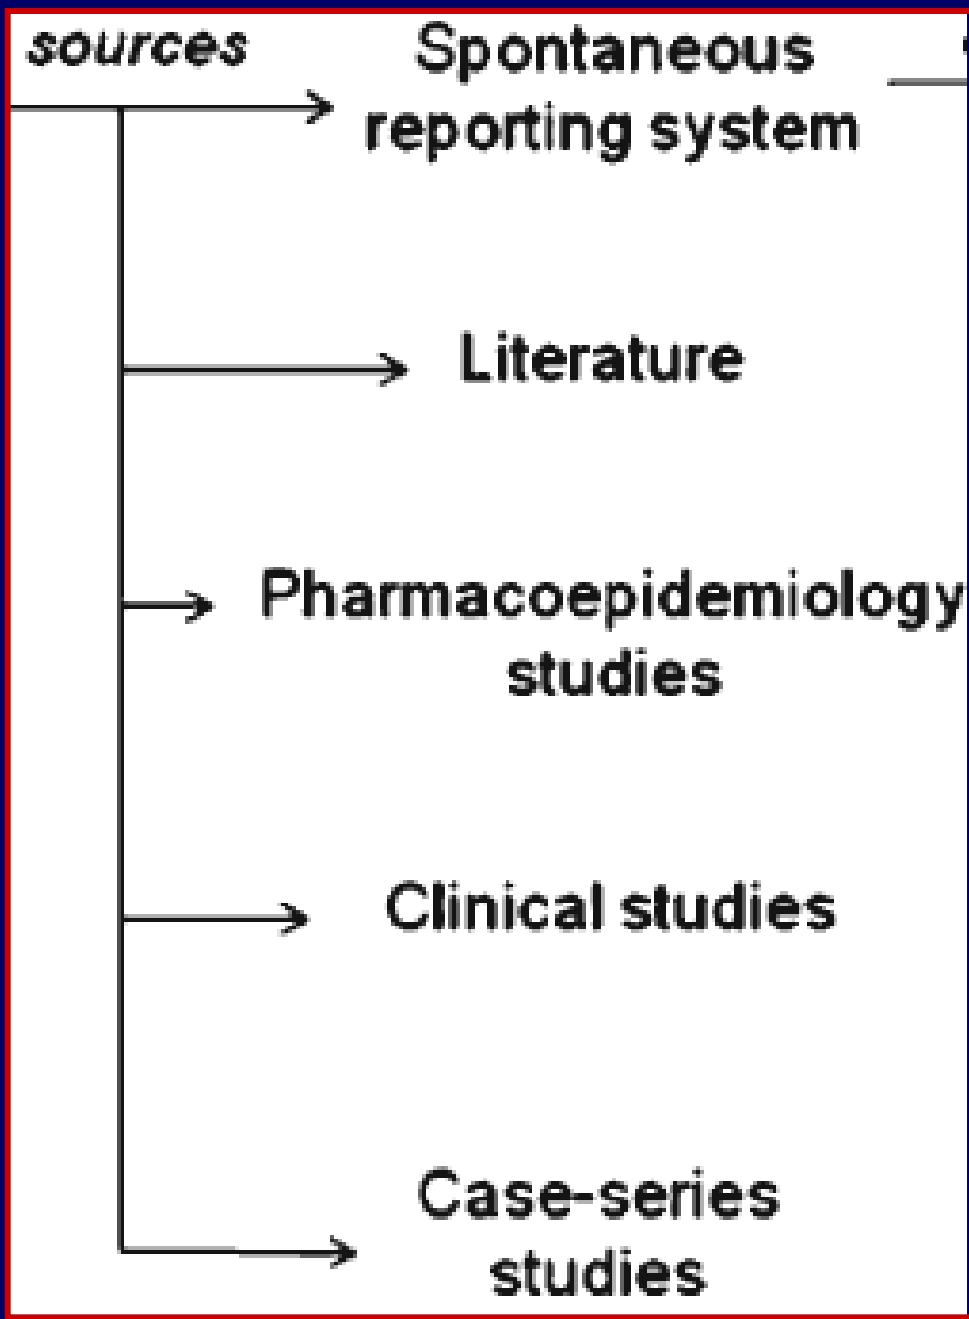 sources
Spontaneous
reporting system
Literature
Pharmacoepidemiology
studies
Clinical studies
Case-series
studies